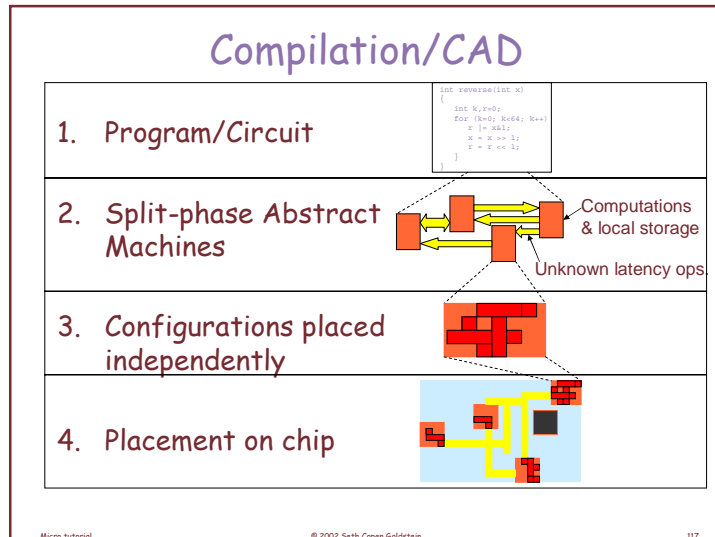 Compilation/CAD
1. Program/Circuit
int reverse(int x)
{
int k,r=0;
for (k=0; k<64; k++)
r |= x&1;
x = x >> 1;
r = r << 1;
}
}
2. Split-phase Abstract
Machines
Computations
& local storage
Unknown latency ops.
3. Configurations placed
independently
4. Placement on chip
Micro tutorial
© 2002 Seth Copen Goldstein
117